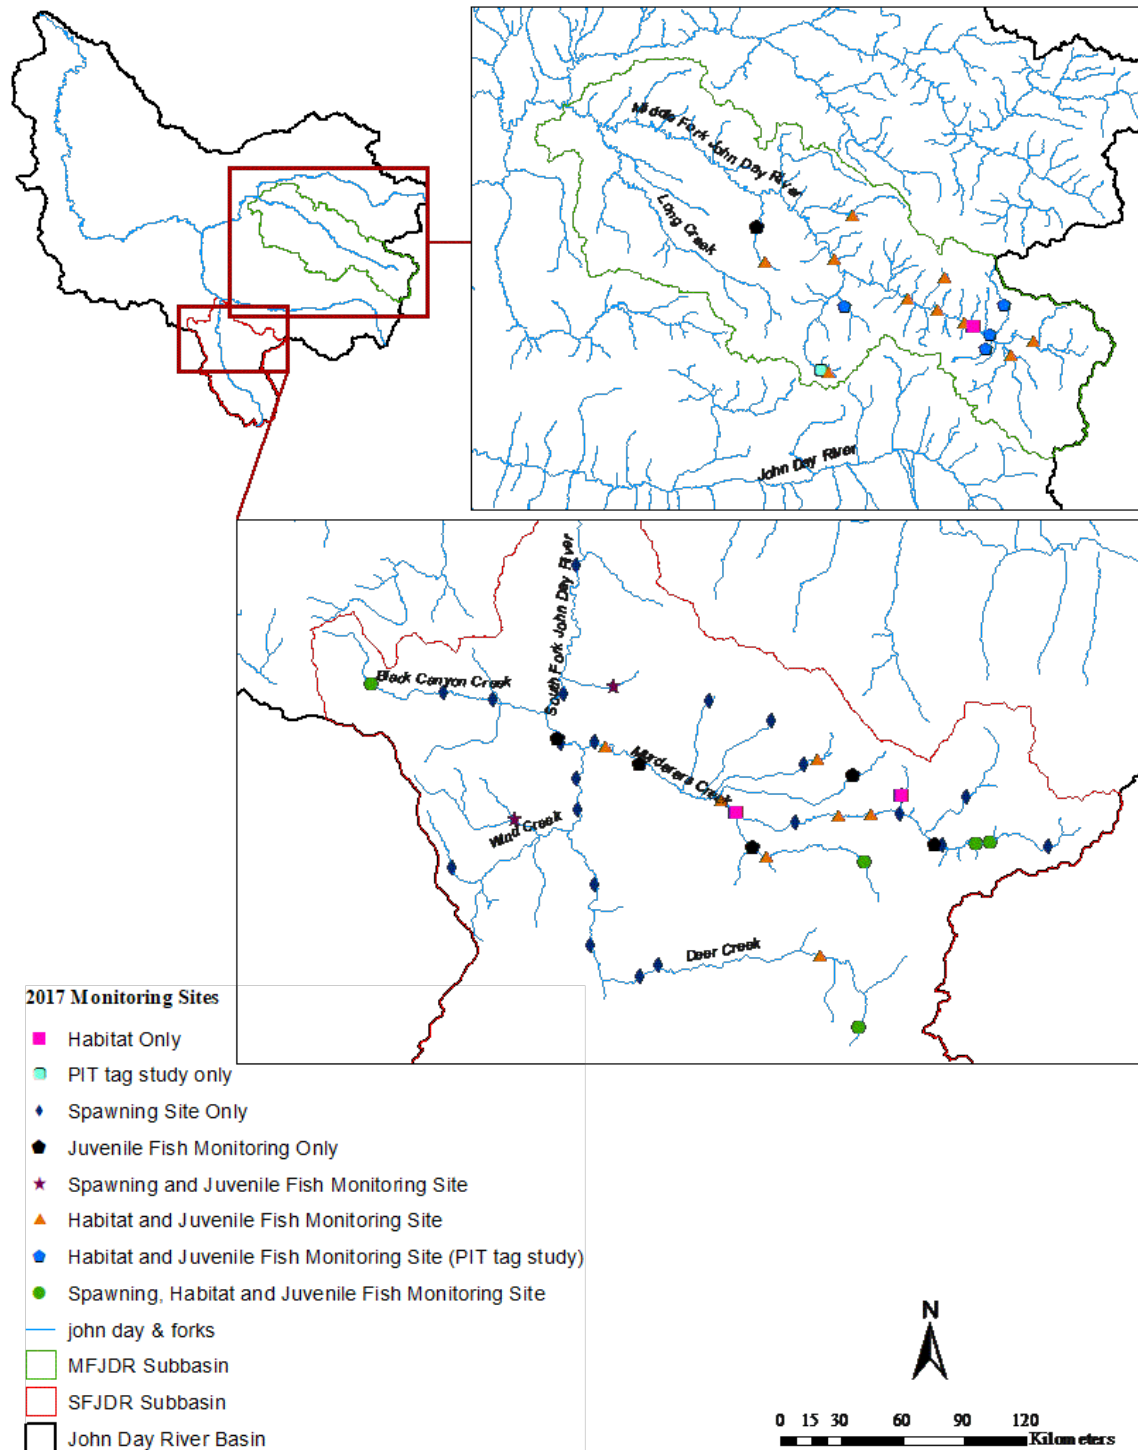 Middle Fork John Day River
Long Creek
John Day River
South Fork John Day River
Black Canyon Creek
Murderers Creek
Wind Creek
Deer Creek
2017 Monitoring Sites
Habitat Only
PIT tag study only
Spawning Site Only
Juvenile Fish Monitoring Only
Spawning and Juvenile Fish Monitoring Site
Habitat and Juvenile Fish Monitoring Site
Habitat and Juvenile Fish Monitoring Site (PIT tag study)
Spawning, Habitat and Juvenile Fish Monitoring Site
john day & forks
MFJDR Subbasin
SFJDR Subbasin
John Day River Basin
N
0 15 30 60 90 120
Kilometers